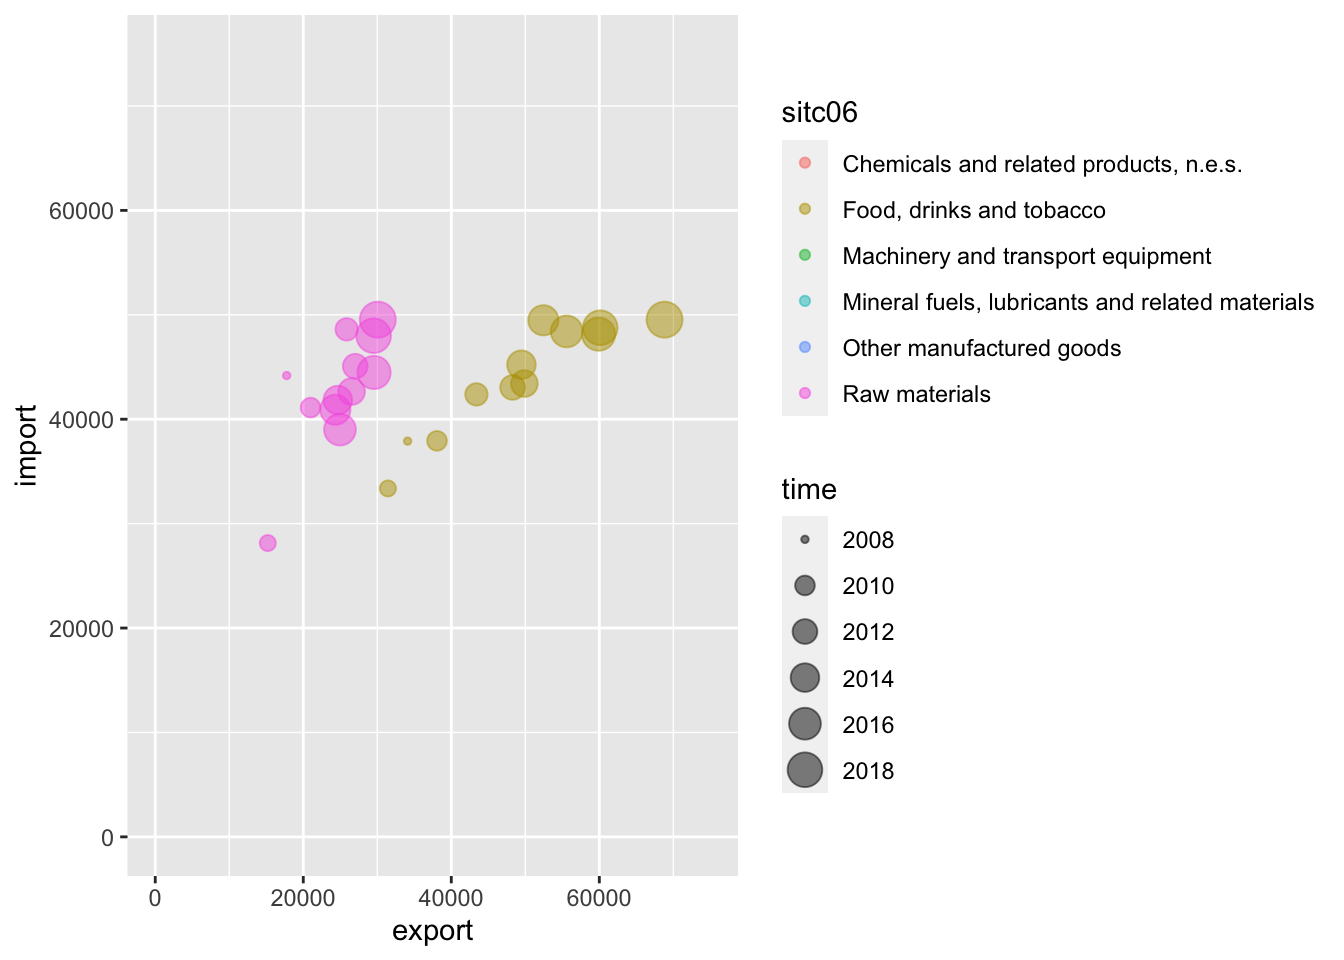 60000
40000
20000
0
import
0
20000
40000
60000
export
sitc06
Chemicals and related products, n.e.s.
Food, drinks and tobacco
Machinery and transport equipment
Mineral fuels, lubricants and related materials
Other manufactured goods
Raw materials
time
2008
2010
2012
2014
2016
2018